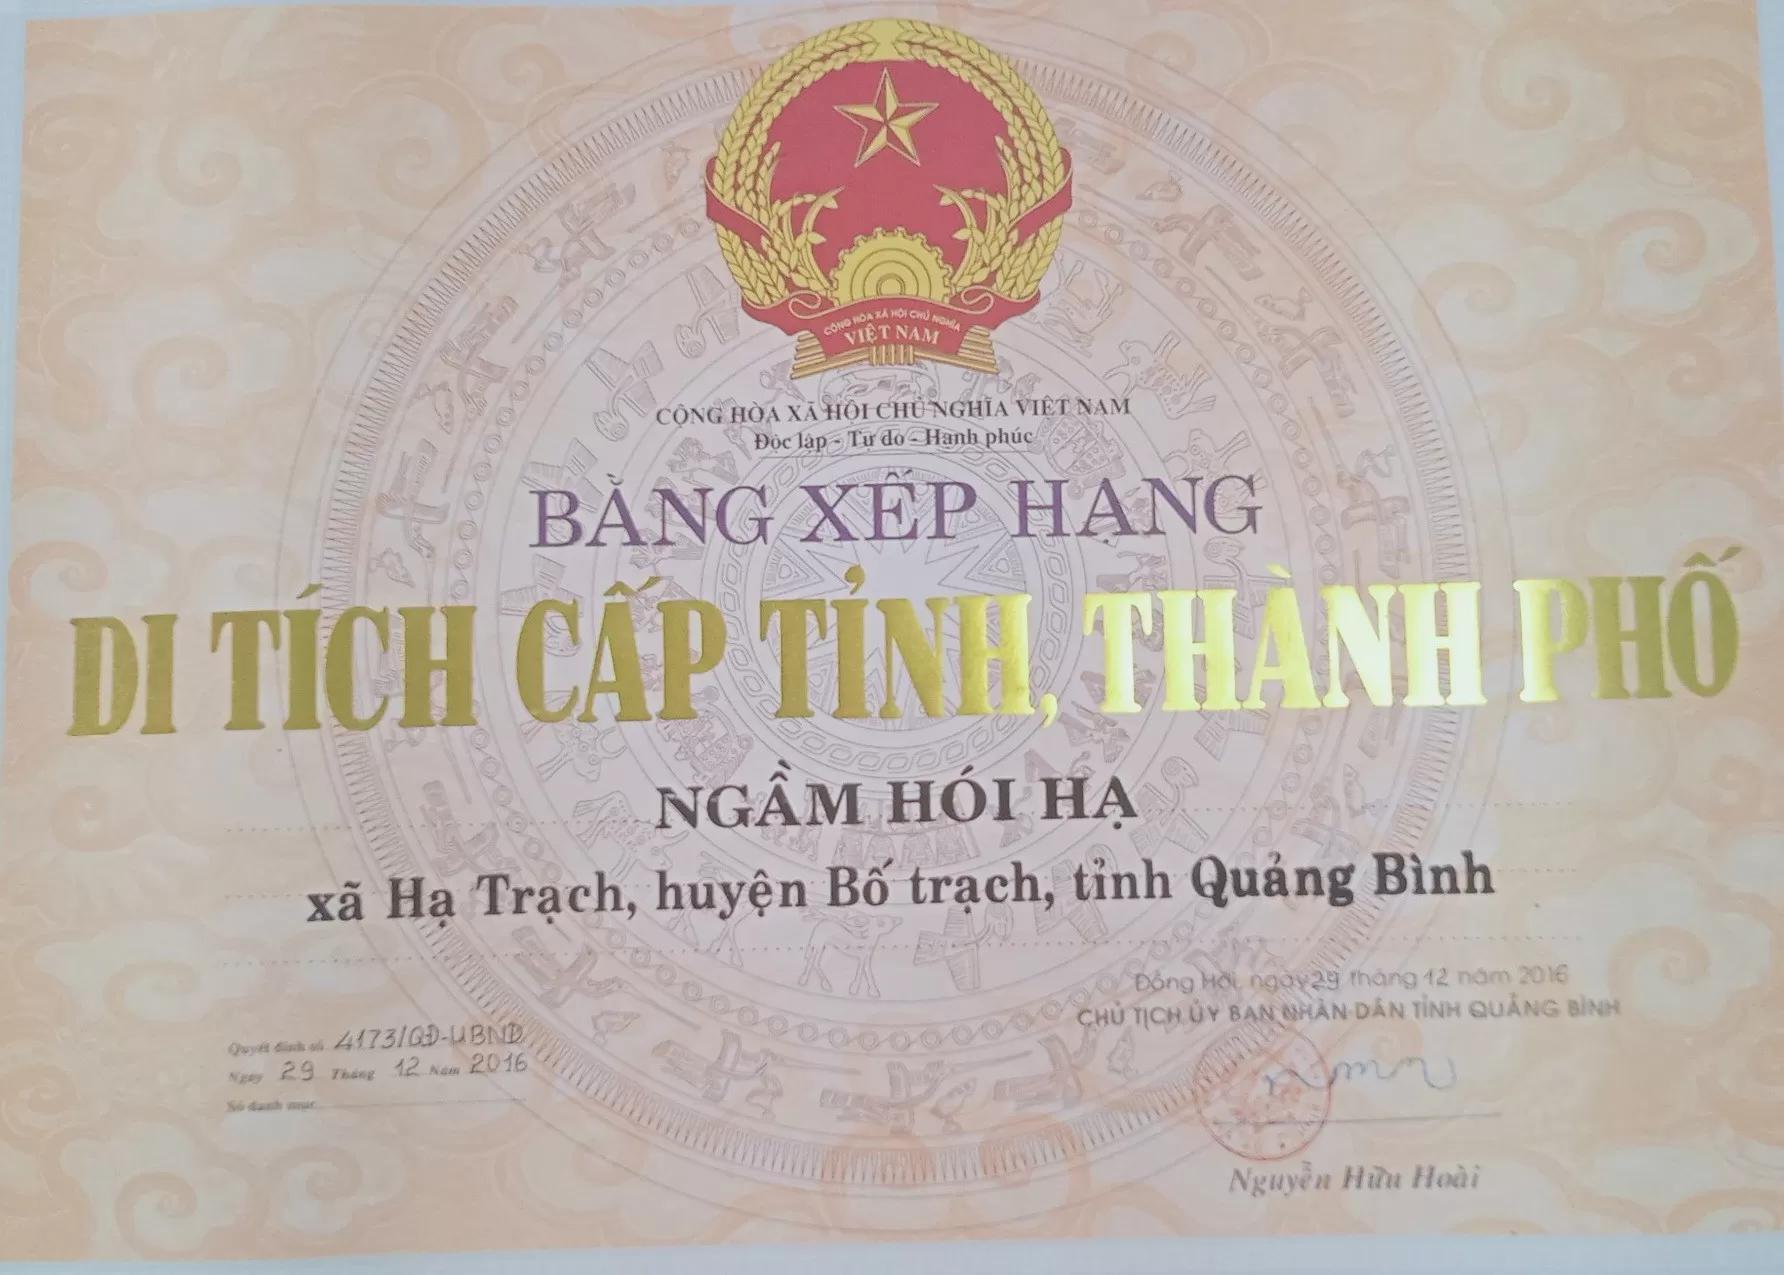 CỘNG HÒA XÃ HỘI CHỦ NGHĨA
VIỆT NAM
CỘNG HÒA XÃ HỘI CHỦ NGHĨA VIỆT NAM
Độc lập - Tự do - Hạnh phúc
BẰNG XẾP HẠNG
DI TÍCH CẤP TỈNH, THÀNH PHỐ
NGẦM HÓI HẠ
xã Hạ Trạch, huyện Bố trạch, tỉnh Quảng Bình
Đồng Hới, ngày 29 tháng 12 năm 2016
CHỦ TỊCH ỦY BAN NHÂN DÂN TỈNH QUẢNG BÌNH
Quyết định số 4173/QĐ-UBND
Ngày 29 Tháng 12 Năm 2016
Số danh mục
Nguyễn Hữu Hoài